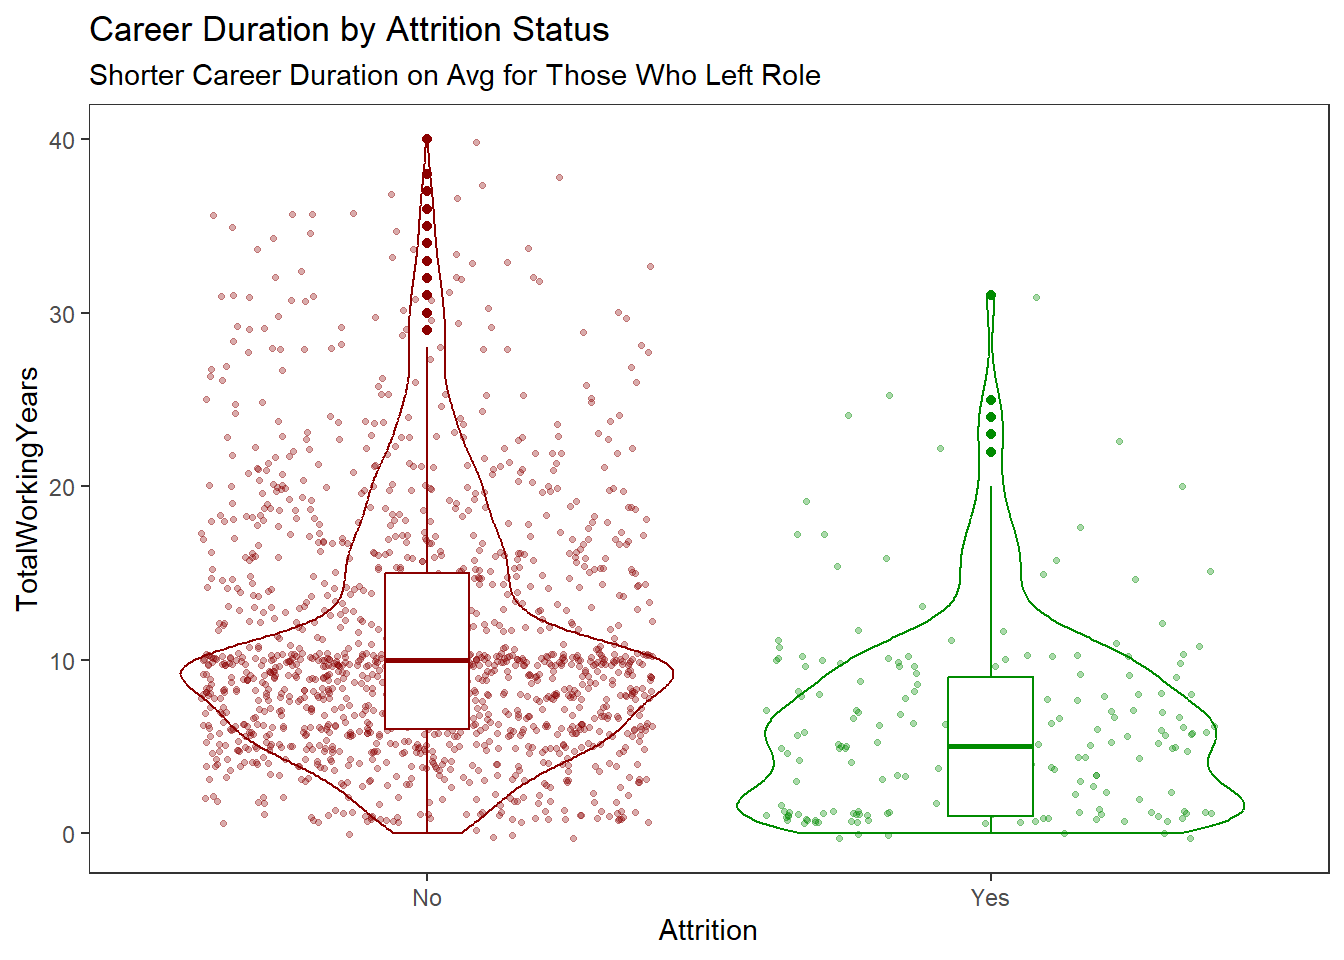 Career Duration by Attrition Status
Shorter Career Duration on Avg for Those Who Left Role
TotalWorkingYears
40
30
20
10
0
No
Yes
Attrition